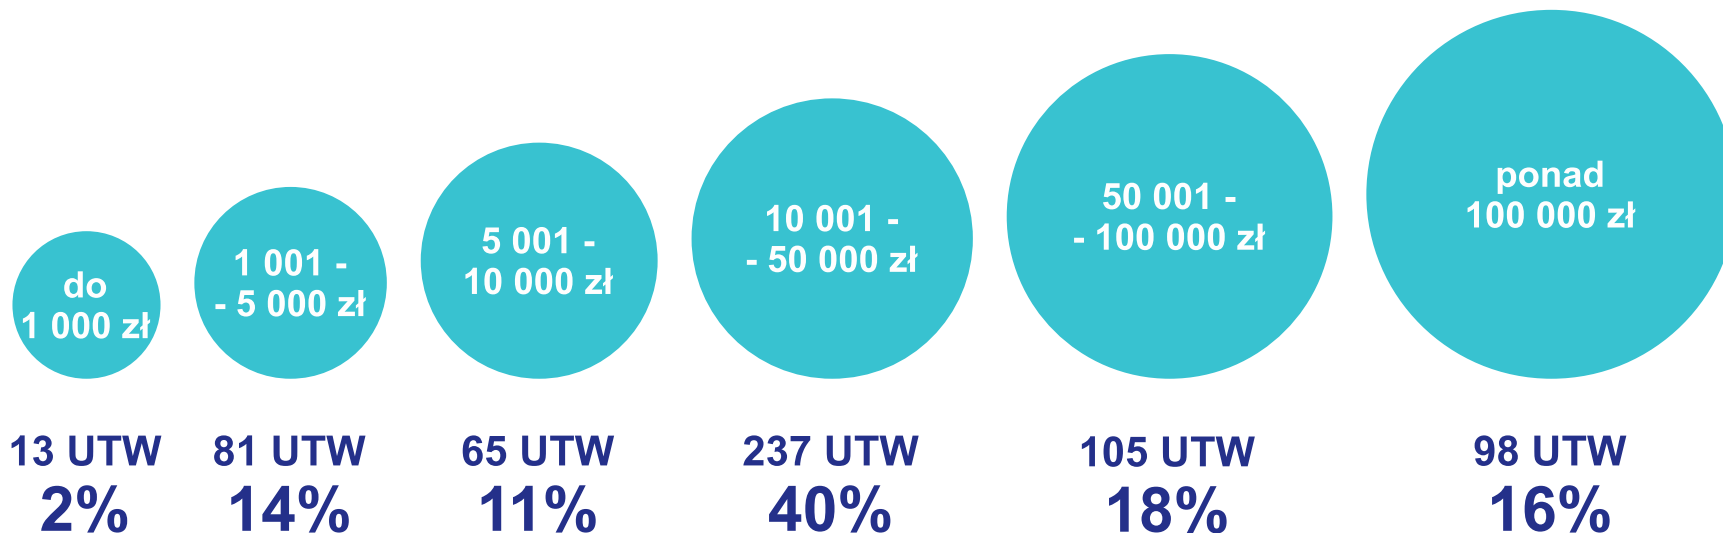 do
1 000 zł
1 001 -
- 5 000 zł
5 001 -
10 000 zł
10 001 -
- 50 000 zł
50 001 -
- 100 000 zł
ponad
100 000 zł
13 UTW
2%
81 UTW
14%
65 UTW
11%
237 UTW
40%
105 UTW
18%
98 UTW
16%